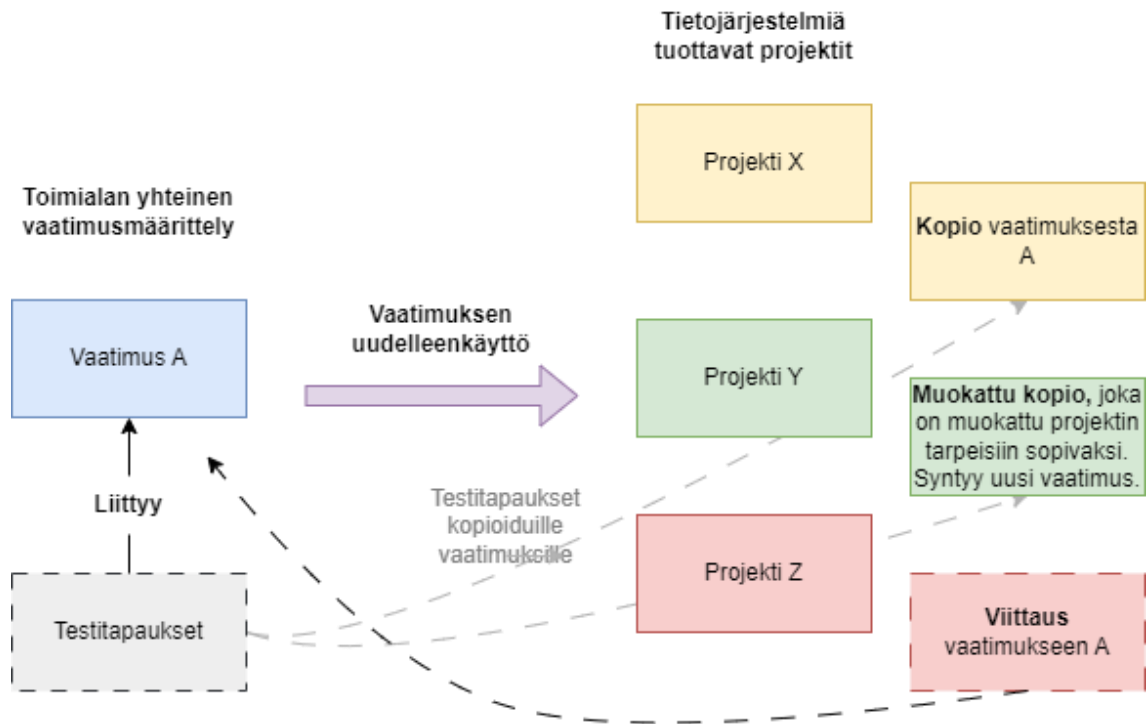 Tietojärjestelmiä
tuottavat projektit
Projekti X
Toimialan yhteinen
vaatimusmäärittely
Kopio vaatimuksesta
A
Vaatimuksen
uudelleenkäyttö
Vaatimus A
Projekti Y
Muokattu kopio, joka
on muokattu projektin
tarpeisiin sopivaksi.
Syntyy uusi vaatimus.
Liittyy
Testitapaukset
kopioiduille
vaatimuksille
Projekti Z
Testitapaukset
Viittaus
vaatimukseen A